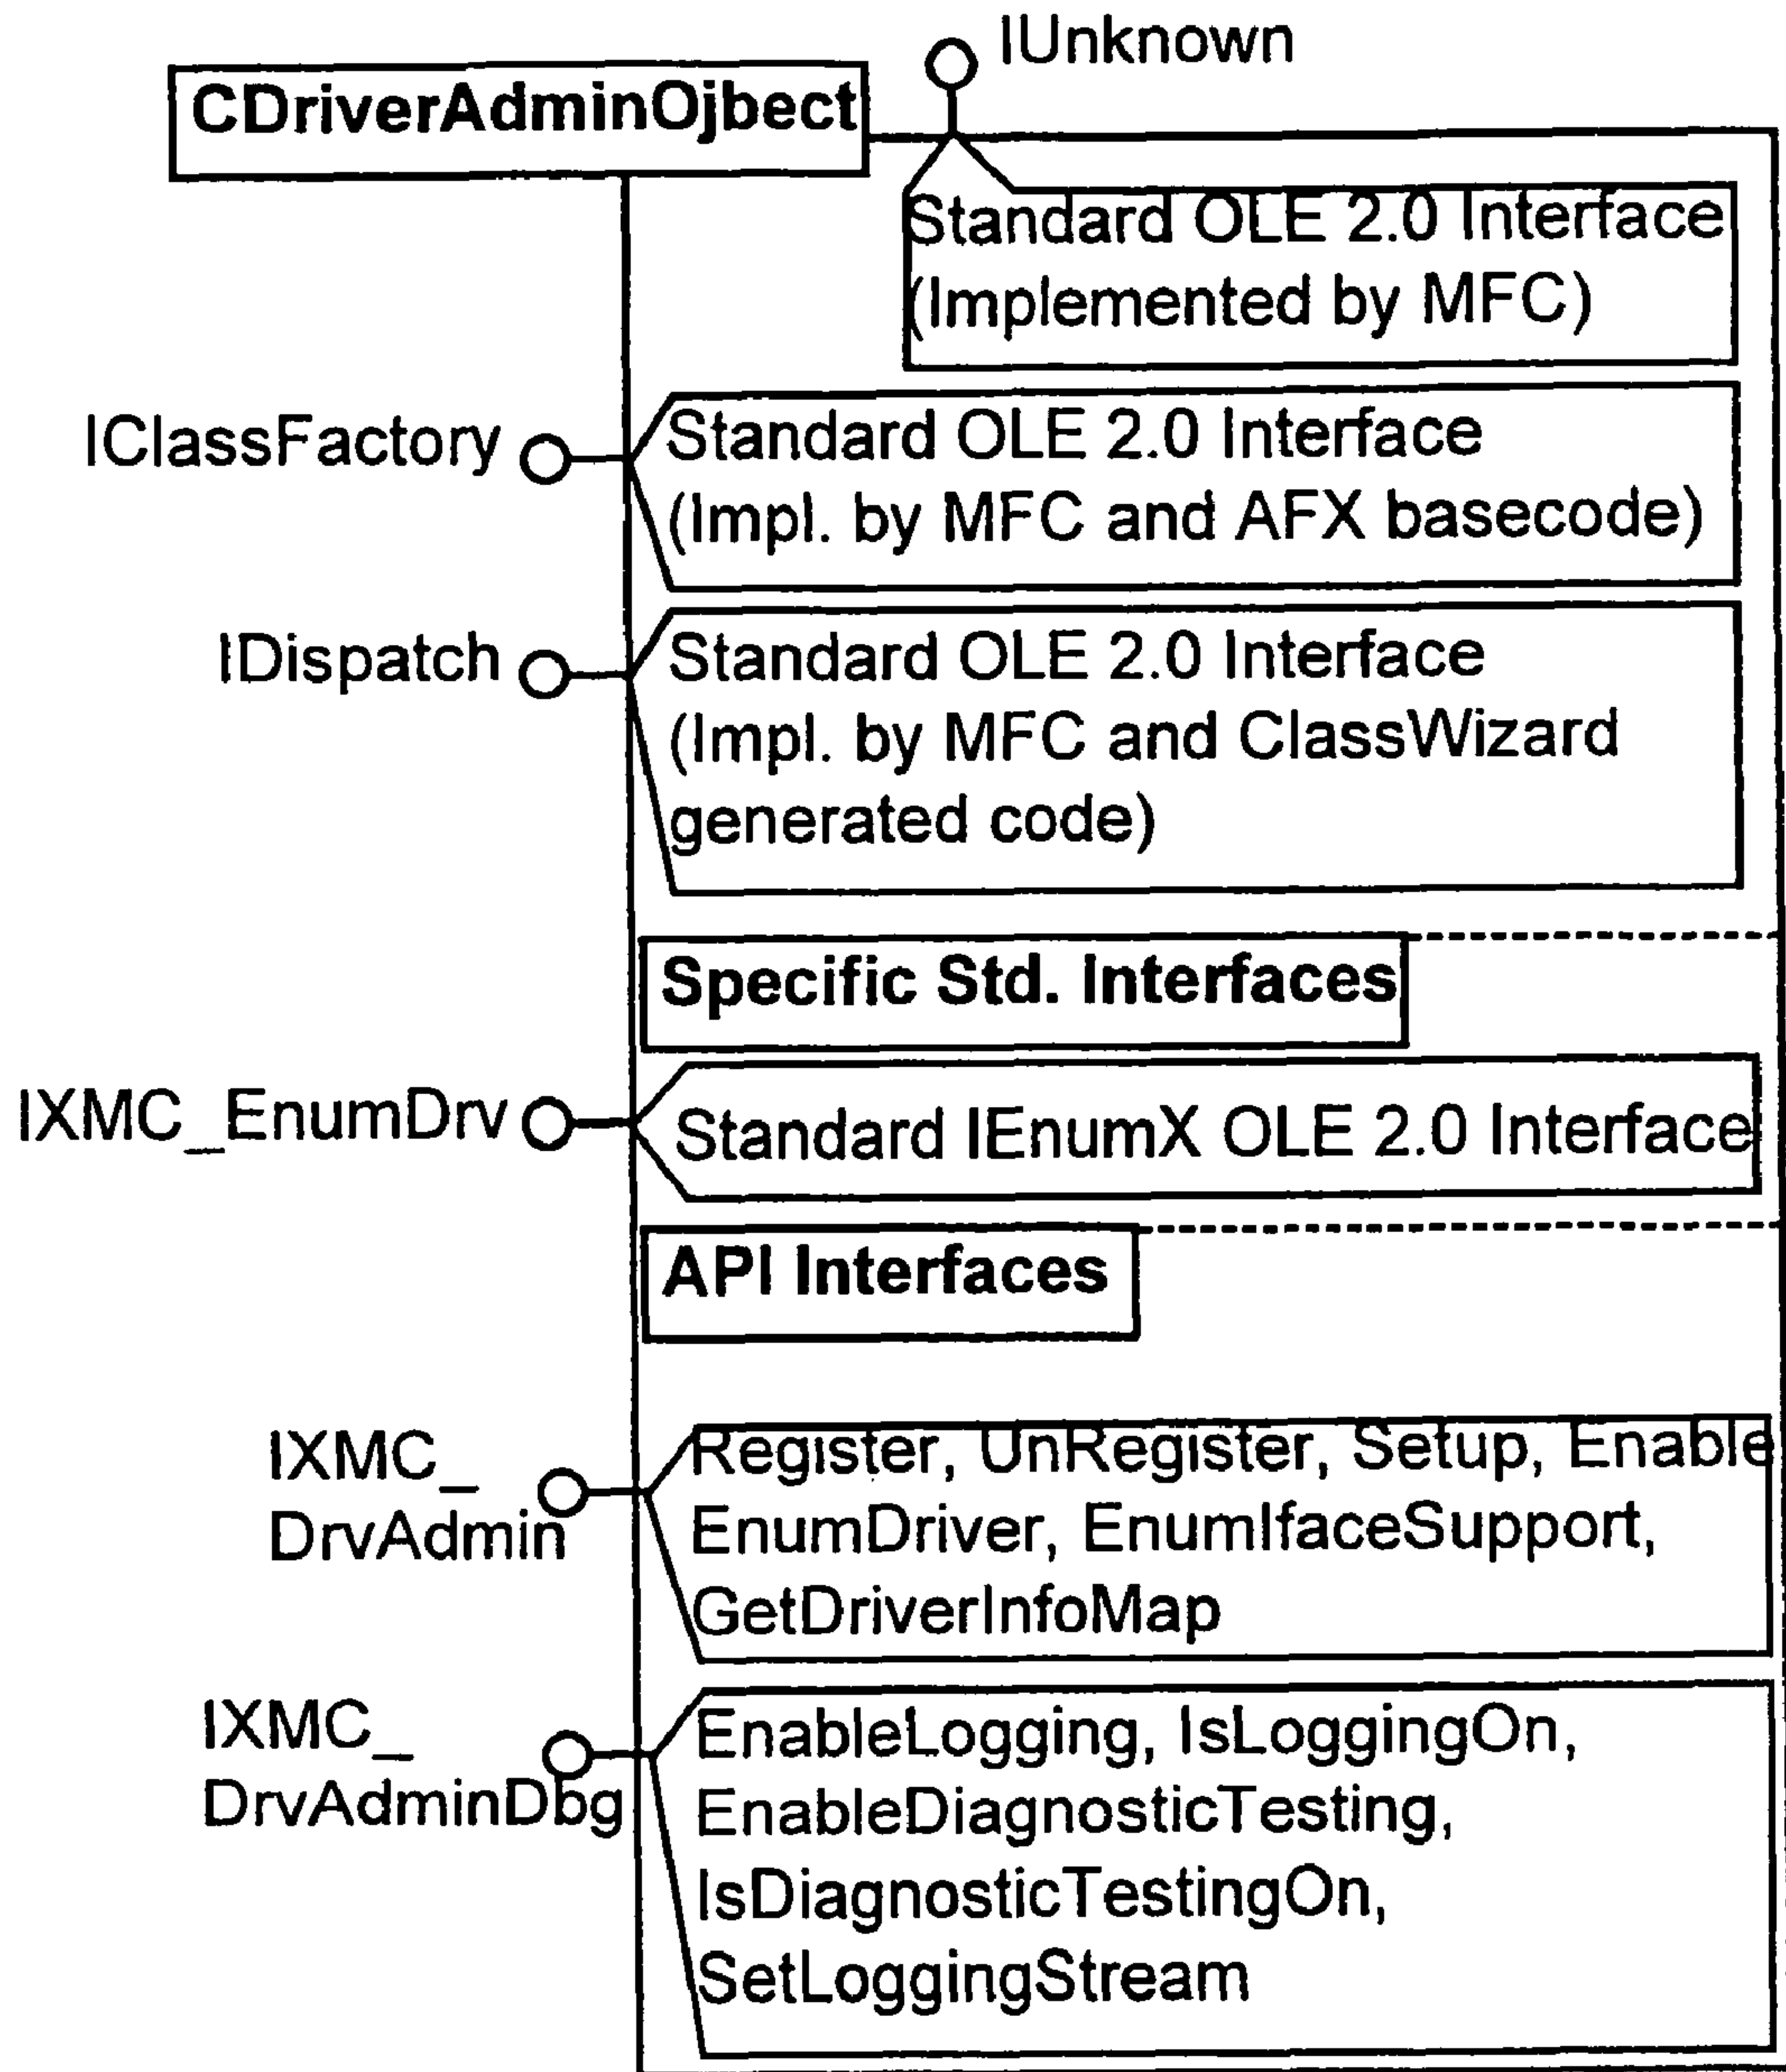 IUnknown
CDriverAdminOjbect
Standard OLE 2.0 Interface
(Implemented by MFC)
IClassFactory
Standard OLE 2.0 Interface
(Impl. by MFC and AFX basecode)
IDispatch
Standard OLE 2.0 Interface
(Impl. by MFC and ClassWizard
generated code)
Specific Std. Interfaces
IXMC_EnumDrv
Standard IEnumX OLE 2.0 Interface
API Interfaces
IXMC_
DrvAdmin
Register, UnRegister, Setup, Enable
EnumDriver, EnumIfaceSupport,
GetDriverInfoMap
IXMC_
DrvAdminDbg
EnableLogging, IsLoggingOn,
EnableDiagnosticTesting,
IsDiagnosticTestingOn,
SetLoggingStream